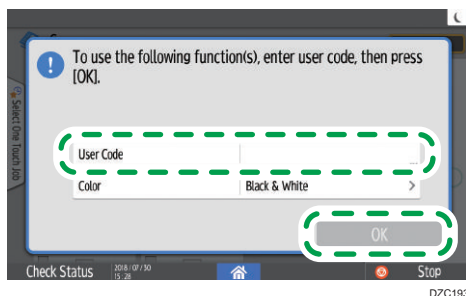 To use the following function(s), enter user code, then press
[OK].
Select One Touch Job
User Code
Color Black & White >
OK
Check Status 2018/07/30
15:28
Stop
DZC193